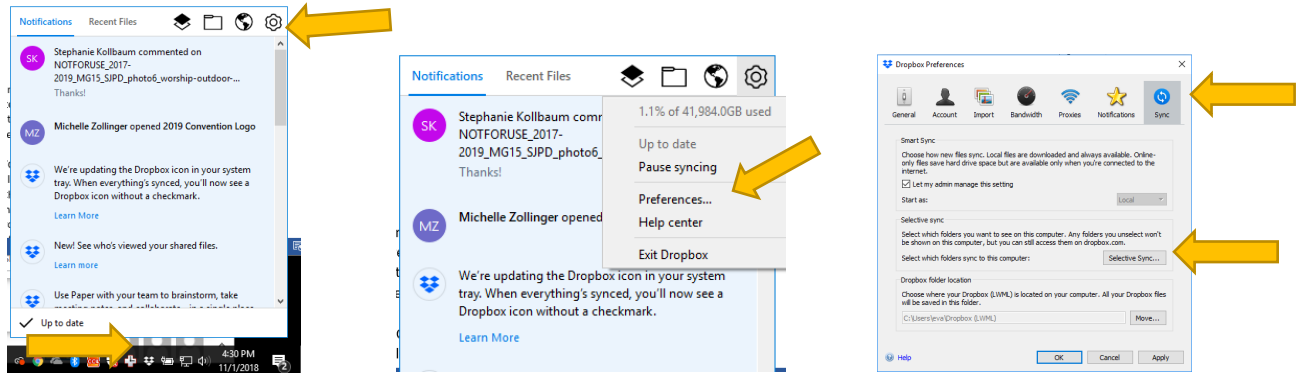 Notifications Recent Files
SK
Stephanie Kollbaum commented on
NOTFORUSE_2017-
2019_MG15_SJPD_photo6_worship-outdoor-...
Thanks!
MZ
Michelle Zollinger opened 2019 Convention Logo
We're updating the Dropbox icon in your system
tray. When everything's synced, you'll now see a
Dropbox icon without a checkmark.
Learn More
New! See who's viewed your shared files.
Learn more
Use Paper with your team to brainstorm, take
Up to date
4:30 PM
11/1/2018
2
Notifications Recent Files
SK
Stephanie Kollbaum comm
NOTFORUSE_2017-
2019_MG15_SJPD_photo6_
Thanks!
MZ
Michelle Zollinger opened
We're updating the Dropbox icon in your system
tray. When everything's synced, you'll now see a
Dropbox icon without a checkmark.
Learn More
1.1% of 41,984.0GB used
Up to date
Pause syncing
Preferences...
Help center
Exit Dropbox
Dropbox Preferences
General Account Import Bandwidth Proxies Notifications Sync
Smart Sync
Choose how new files sync. Local files are downloaded and always available. Online-
only files save hard drive space but are available only when you're connected to the
internet.
Let my admin manage this setting
Start as: Local
Selective sync
Select which folders you want to see on this computer. Any folders you unselect won't
be shown on this computer, but you can still access them on dropbox.com.
Select which folders sync to this computer: Selective Sync...
Dropbox folder location
Choose where your Dropbox (LWML) is located on your computer. All your Dropbox files
will be saved in this folder.
C:\Users\eva\Dropbox (LWML) Move...
Help OK Cancel Apply